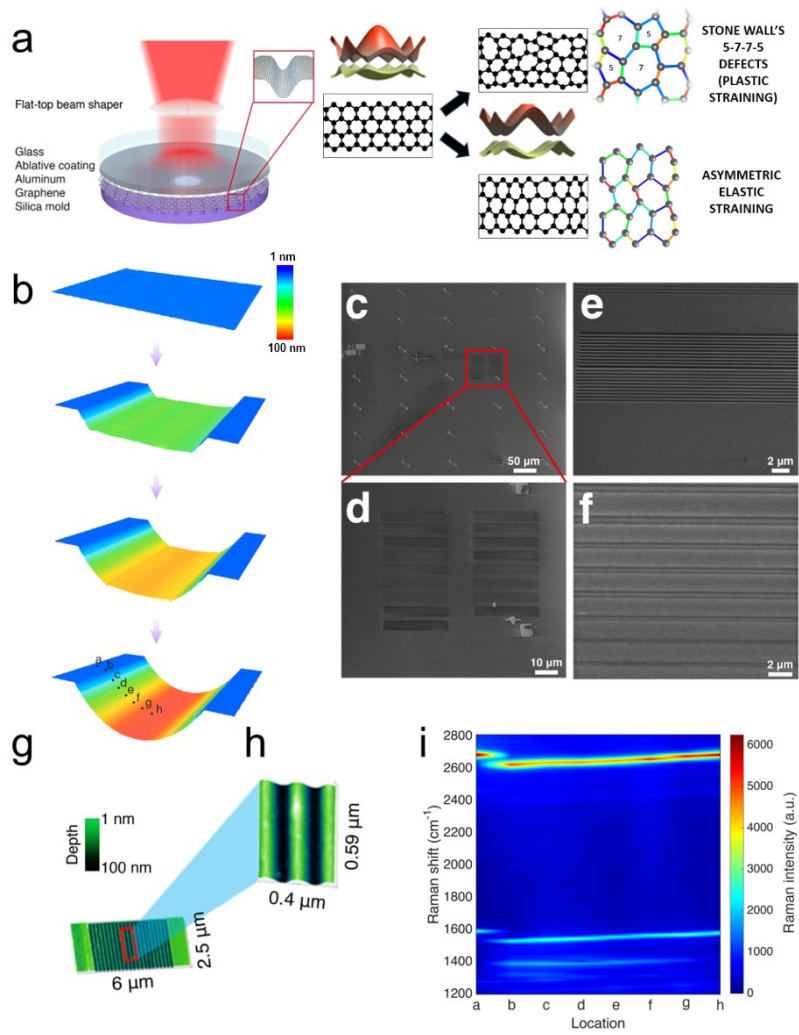 a
Flat-top beam shaper
Glass
Ablative coating
Aluminum
Graphene
Silica mold
7
5
5
7
STONE WALL'S
5-7-7-5
DEFECTS
(PLASTIC
STRAINING)
ASYMMETRIC
ELASTIC
STRAINING
b
1 nm
100 nm
a
b
c
d
e
f
g
h
c
50 µm
e
2 µm
d
10 µm
f
2 µm
g
Depth
1 nm
100 nm
6 µm
2.5 µm
h
0.4 µm
0.59 µm
i
Raman shift (cm-1)
2800
2600
2400
2200
2000
1800
1600
1400
1200
a b c d e f g h
Location
6000
5000
4000
3000
2000
1000
0
Raman intensity (a.u.)